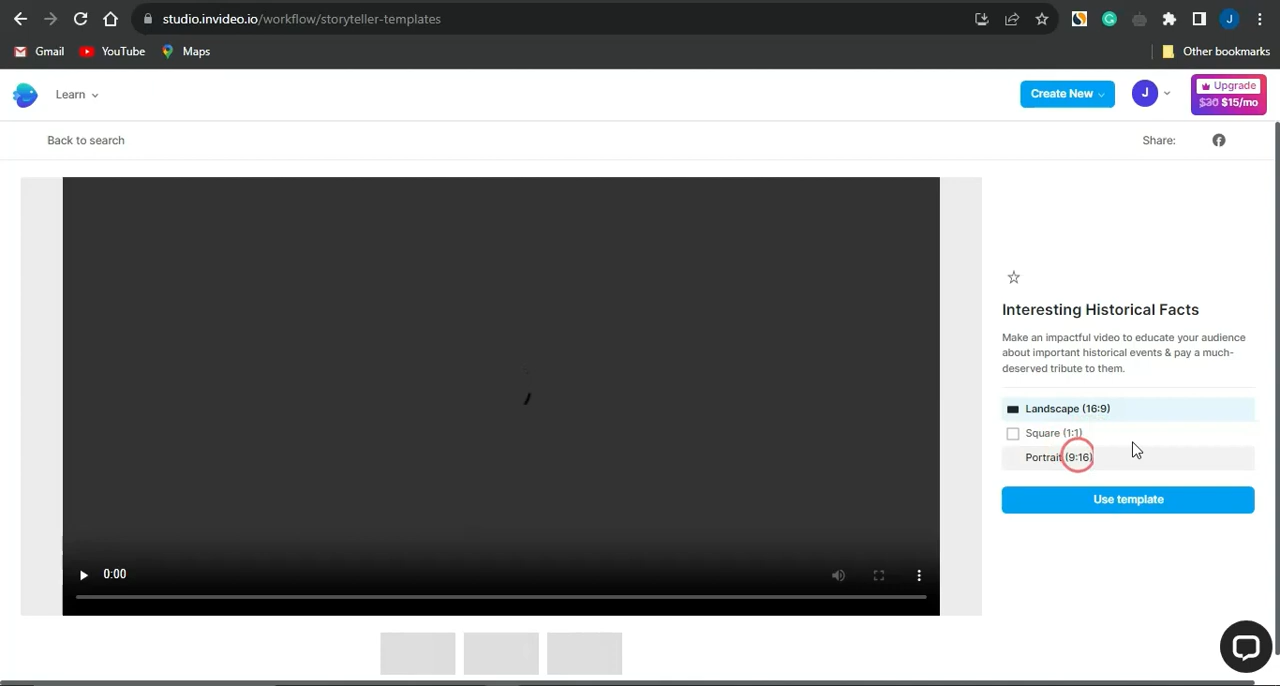 studio.invideo.io/workflow/storyteller-templates
J
Gmail
YouTube
Maps
Other bookmarks
Learn
Create New
J
Upgrade
$30 $15/mo
Back to search
Share:
Interesting Historical Facts
Make an impactful video to educate your audience
about important historical events & pay a much-
deserved tribute to them.
Landscape (16:9)
Square (1:1)
Portrait (9:16)
Use template
0:00